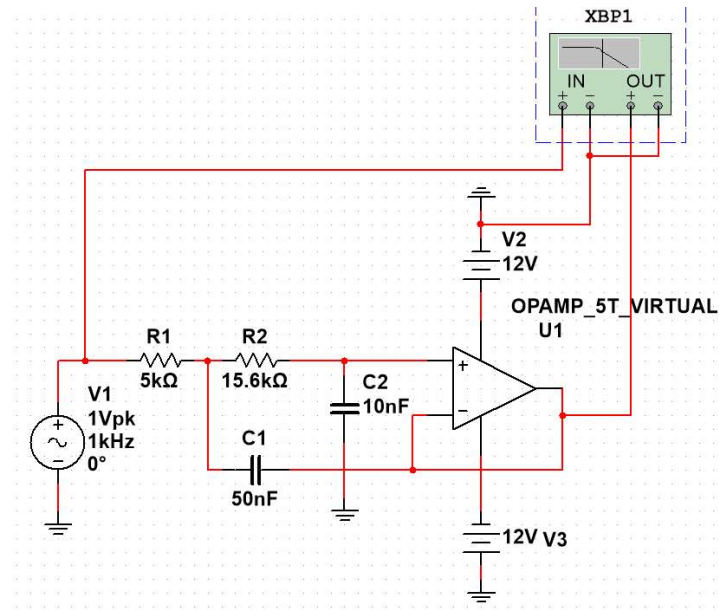 XBP1
IN OUT
+ - + -
V2
12V
OPAMP_5T_VIRTUAL
U1
R1
5kΩ
R2
15.6kΩ
C2
10nF
V1
1Vpk
1kHz
0°
C1
50nF
12V V3